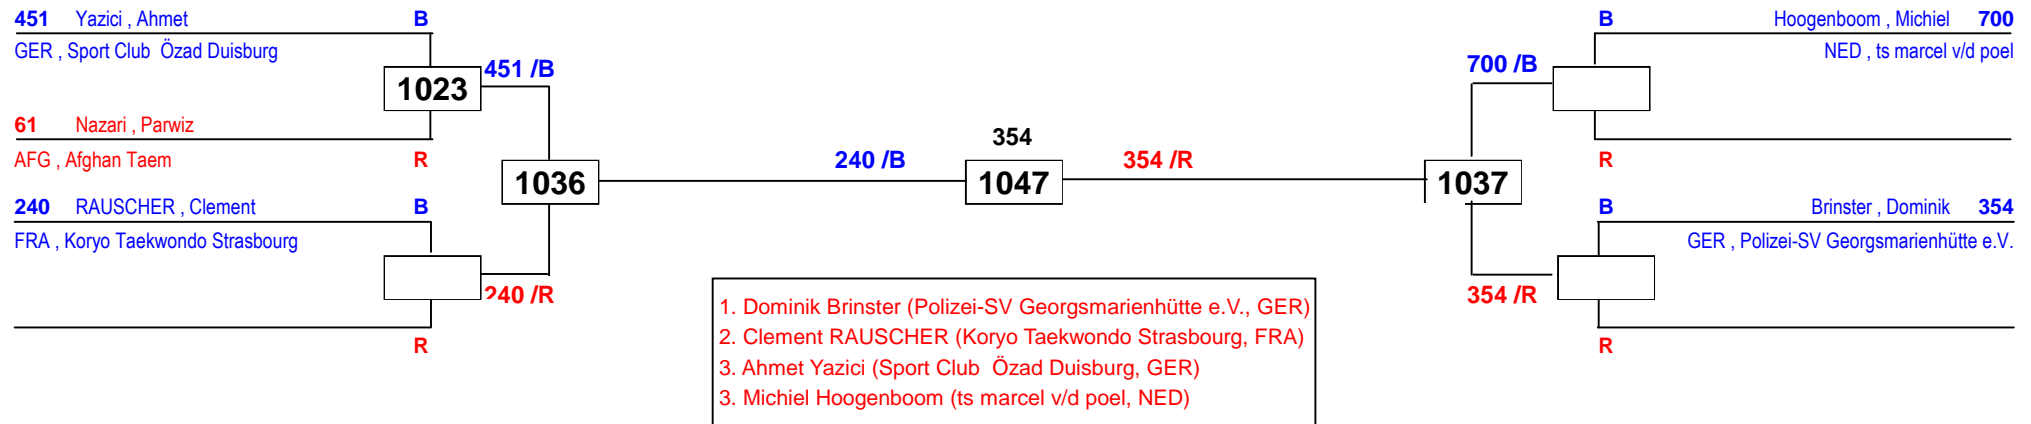 451 Yazici , Ahmet B
GER , Sport Club Özad Duisburg
451 /B
1023
61 Nazari , Parwiz
AFG , Afghan Taem R
1036
240 RAUSCHER , Clement B
FRA , Koryo Taekwondo Strasbourg
240 /R
R
240 /B
354
1047
354 /R
B Hoogenboom , Michiel 700
NED , ts marcel v/d poel
700 /B
R
1037
B Brinster , Dominik 354
GER , Polizei-SV Georgsmarienhütte e.V.
354 /R
R
1. Dominik Brinster (Polizei-SV Georgsmarienhütte e.V., GER)
2. Clement RAUSCHER (Koryo Taekwondo Strasbourg, FRA)
3. Ahmet Yazici (Sport Club Özad Duisburg, GER)
3. Michiel Hoogenboom (ts marcel v/d poel, NED)